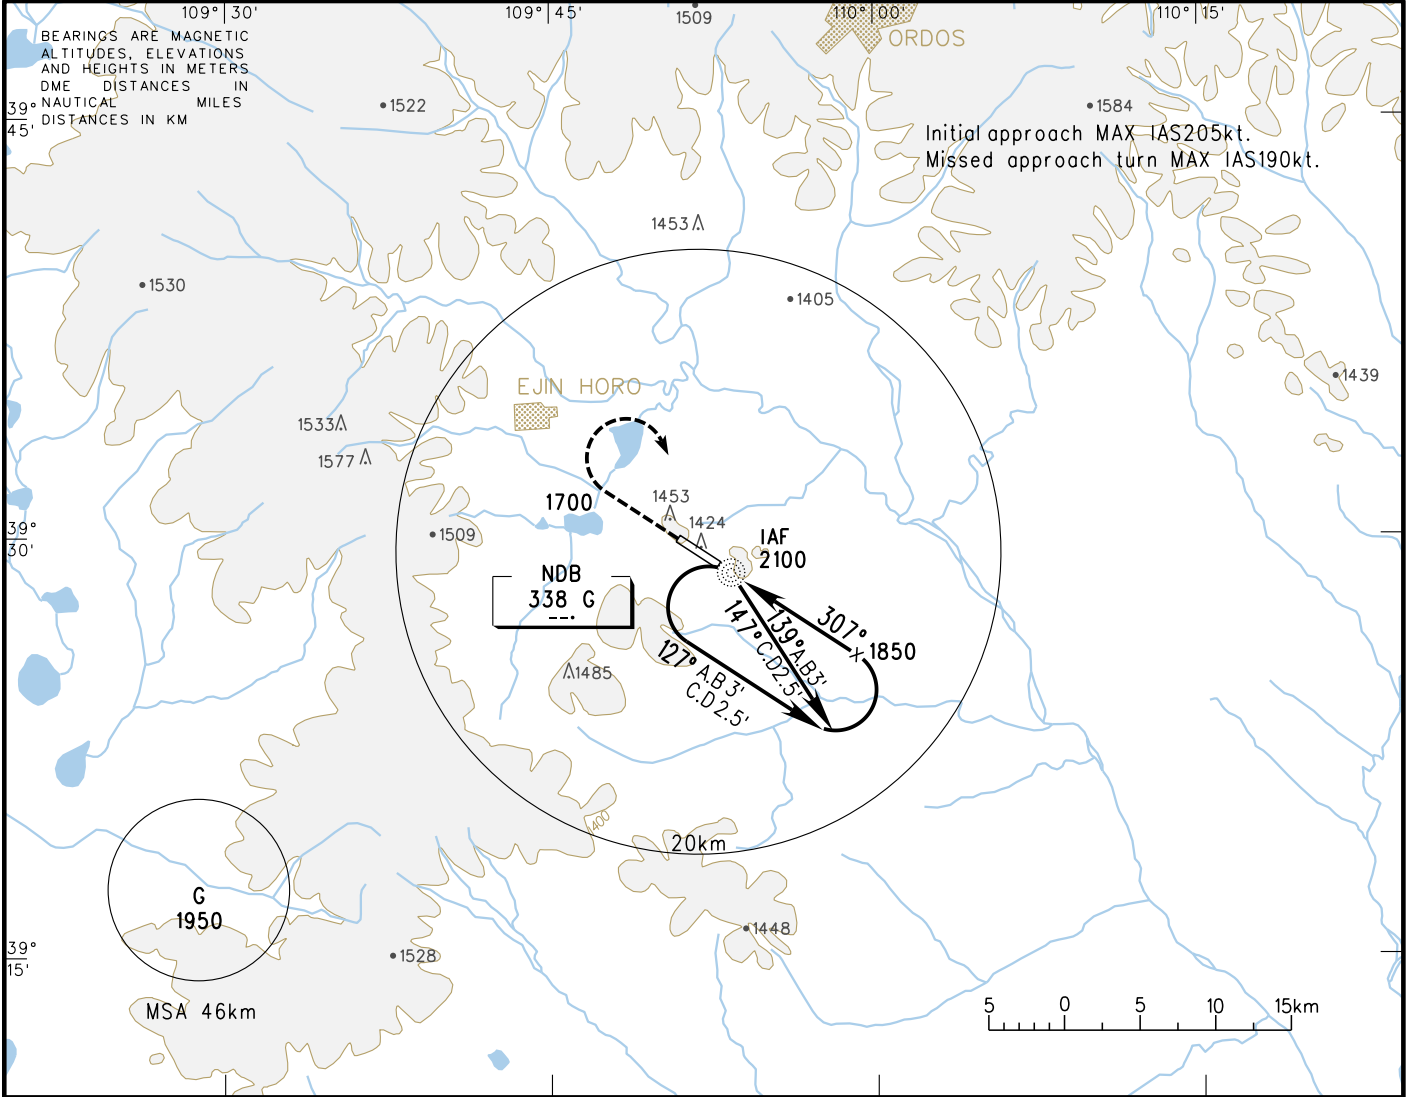 109° 30'
109° 45'
1509
110° 00'
110° 15'
BEARINGS ARE MAGNETIC
ALTITUDES, ELEVATIONS
AND HEIGHTS IN METERS
DME DISTANCES IN
NAUTICAL MILES
DISTANCES IN KM
39°
45'
ORDOS
1522
1584
Initial approach MAX IAS205kt.
Missed approach turn MAX IAS190kt.
1453
1530
1405
1439
EJIN HORO
1533
1577
1700
1453
1424
1509
39°
30'
IAF
2100
NDB
338 G
--·
307°
1850
139°A.B3'
147°C.D2.5'
127°A.B 3'
C.D 2.5'
1485
1400
20km
G
1950
1448
39°
15'
1528
MSA 46km
5 0 5 10 15km